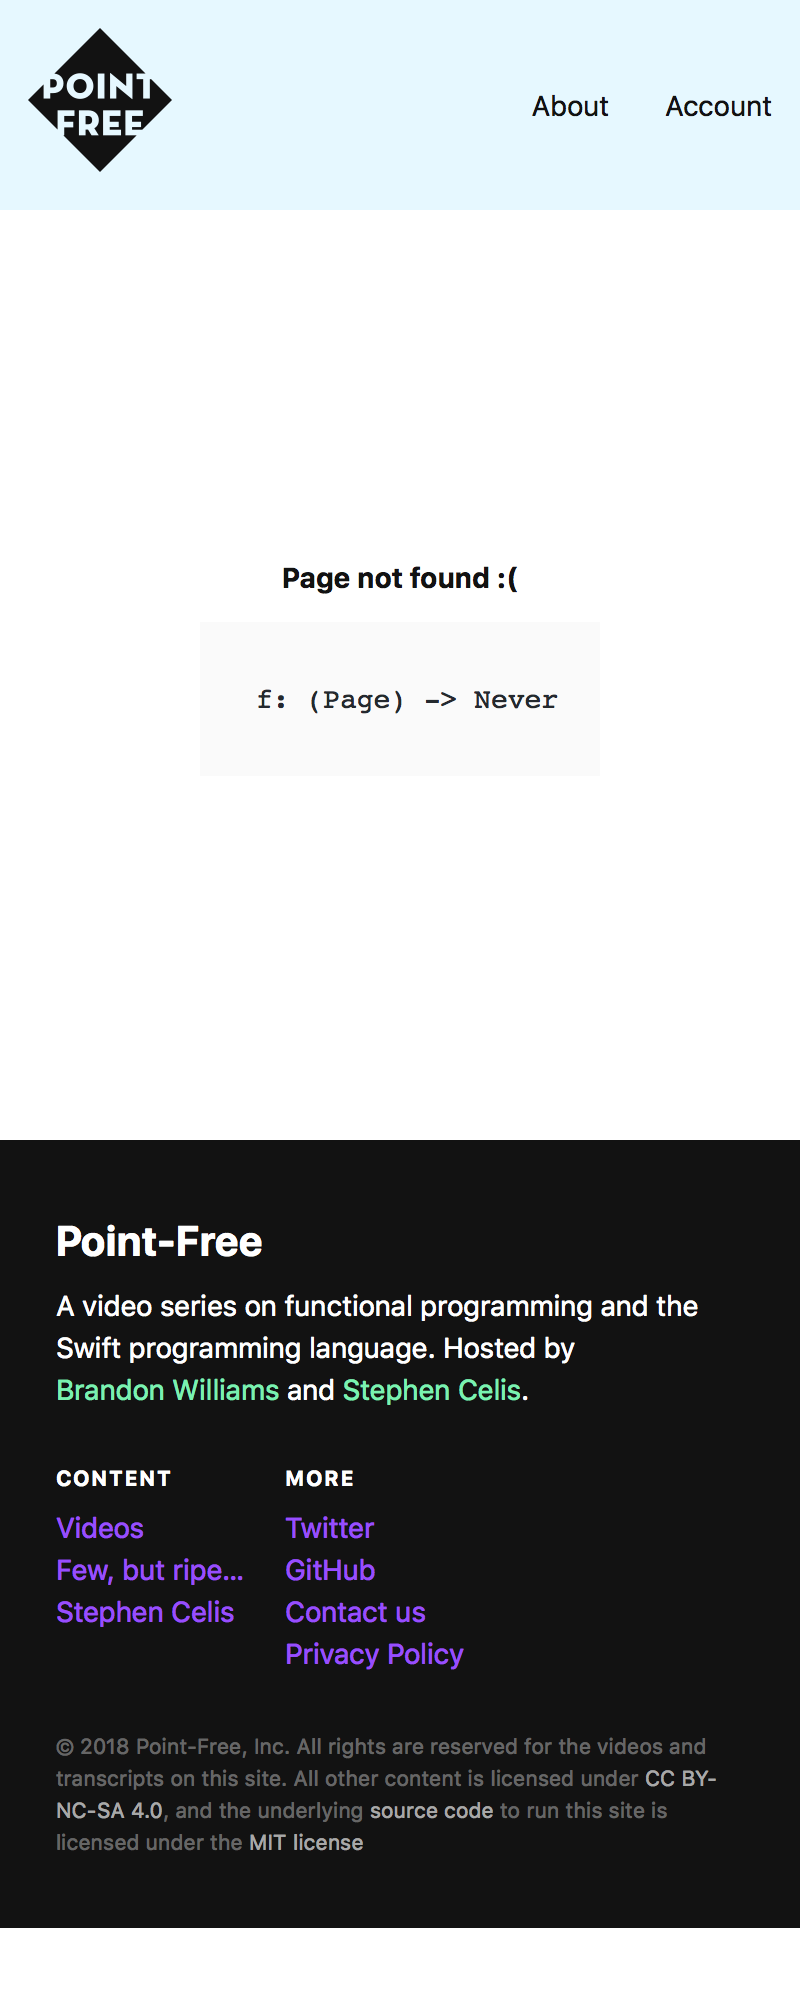 POINT
FREE
About
Account
Page not found :(
f: (Page) -> Never
Point-Free
A video series on functional programming and the
Swift programming language. Hosted by
Brandon Williams and Stephen Celis.
CONTENT
Videos
Few, but ripe...
Stephen Celis
MORE
Twitter
GitHub
Contact us
Privacy Policy
© 2018 Point-Free, Inc. All rights are reserved for the videos and
transcripts on this site. All other content is licensed under CC BY-
NC-SA 4.0, and the underlying source code to run this site is
licensed under the MIT license